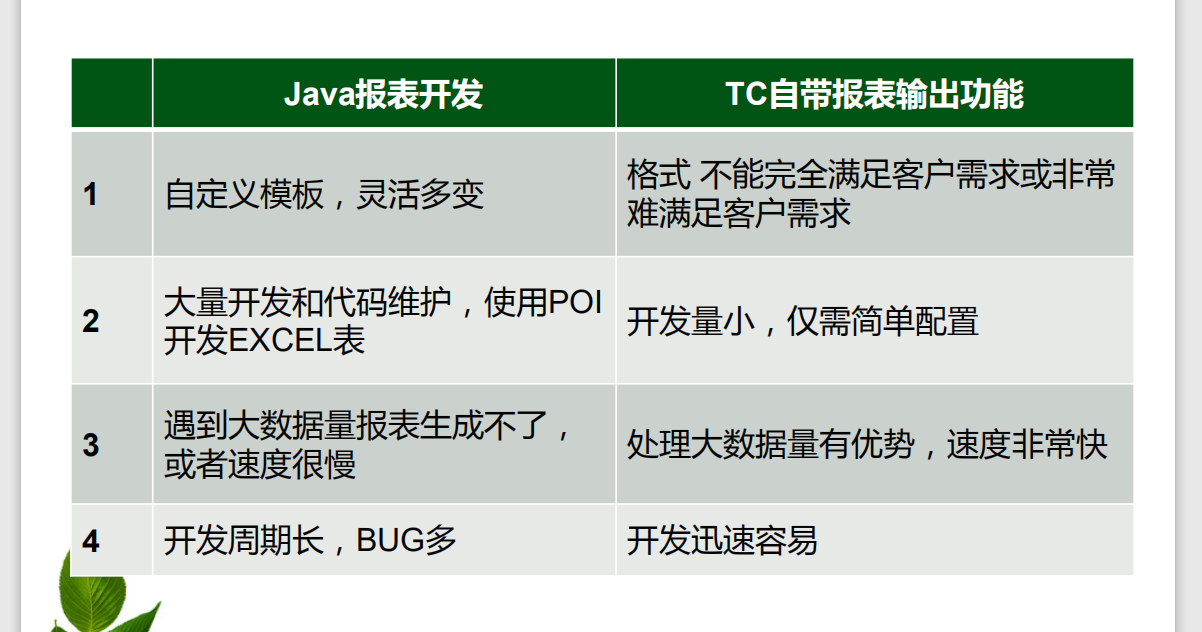 Java报表开发
TC自带报表输出功能
1
自定义模板，灵活多变
格式 不能完全满足客户需求或非常
难满足客户需求
2
大量开发和代码维护，使用POI
开发EXCEL表
开发量小，仅需简单配置
3
遇到大数据量报表生成不了，
或者速度很慢
处理大数据量有优势，速度非常快
4
开发周期长，BUG多
开发迅速容易